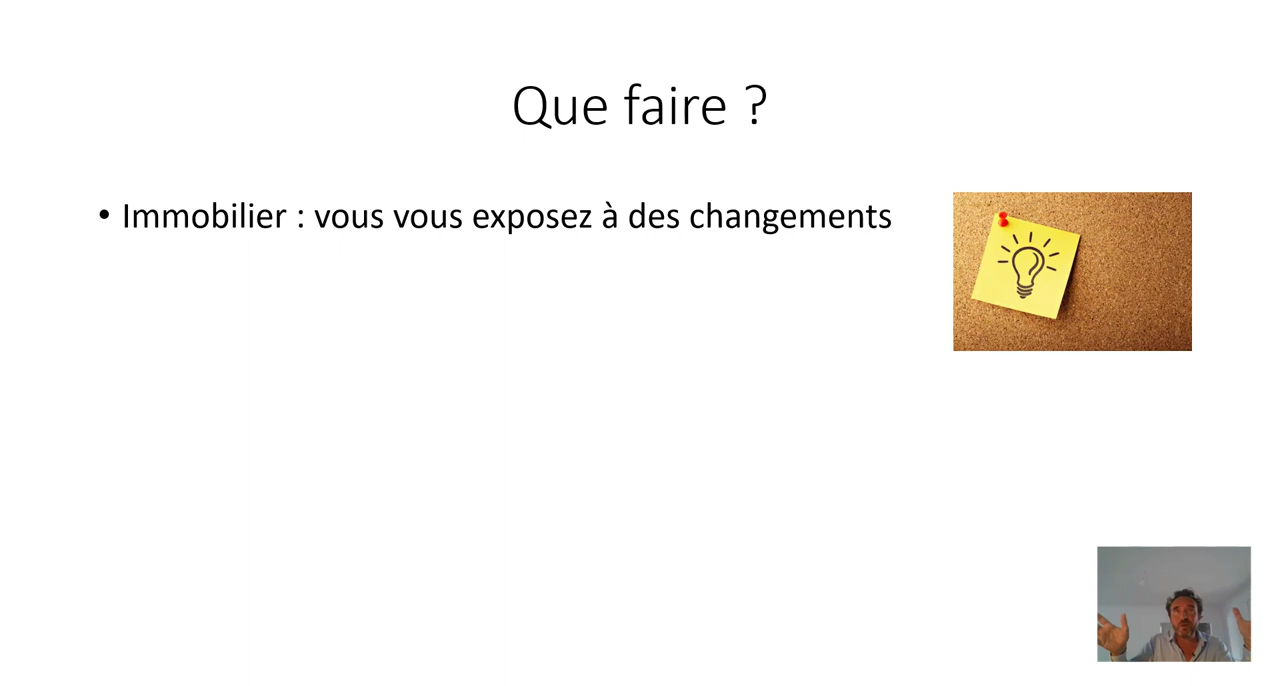 Que faire ?
• Immobilier : vous vous exposez à des changements